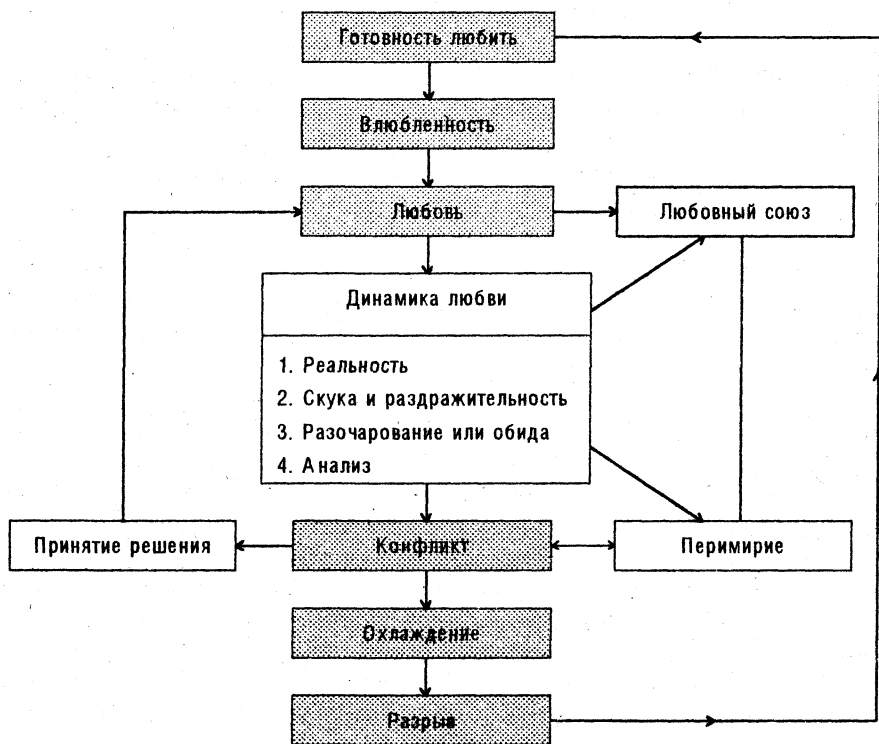 Готовность любить
Влюбленность
Любовь
Любовный союз
Динамика любви
1. Реальность
2. Скука и раздражительность
3. Разочарование или обида
4. Анализ
Принятие решения
Конфликт
Перимирие
Охлаждение
Разрыв